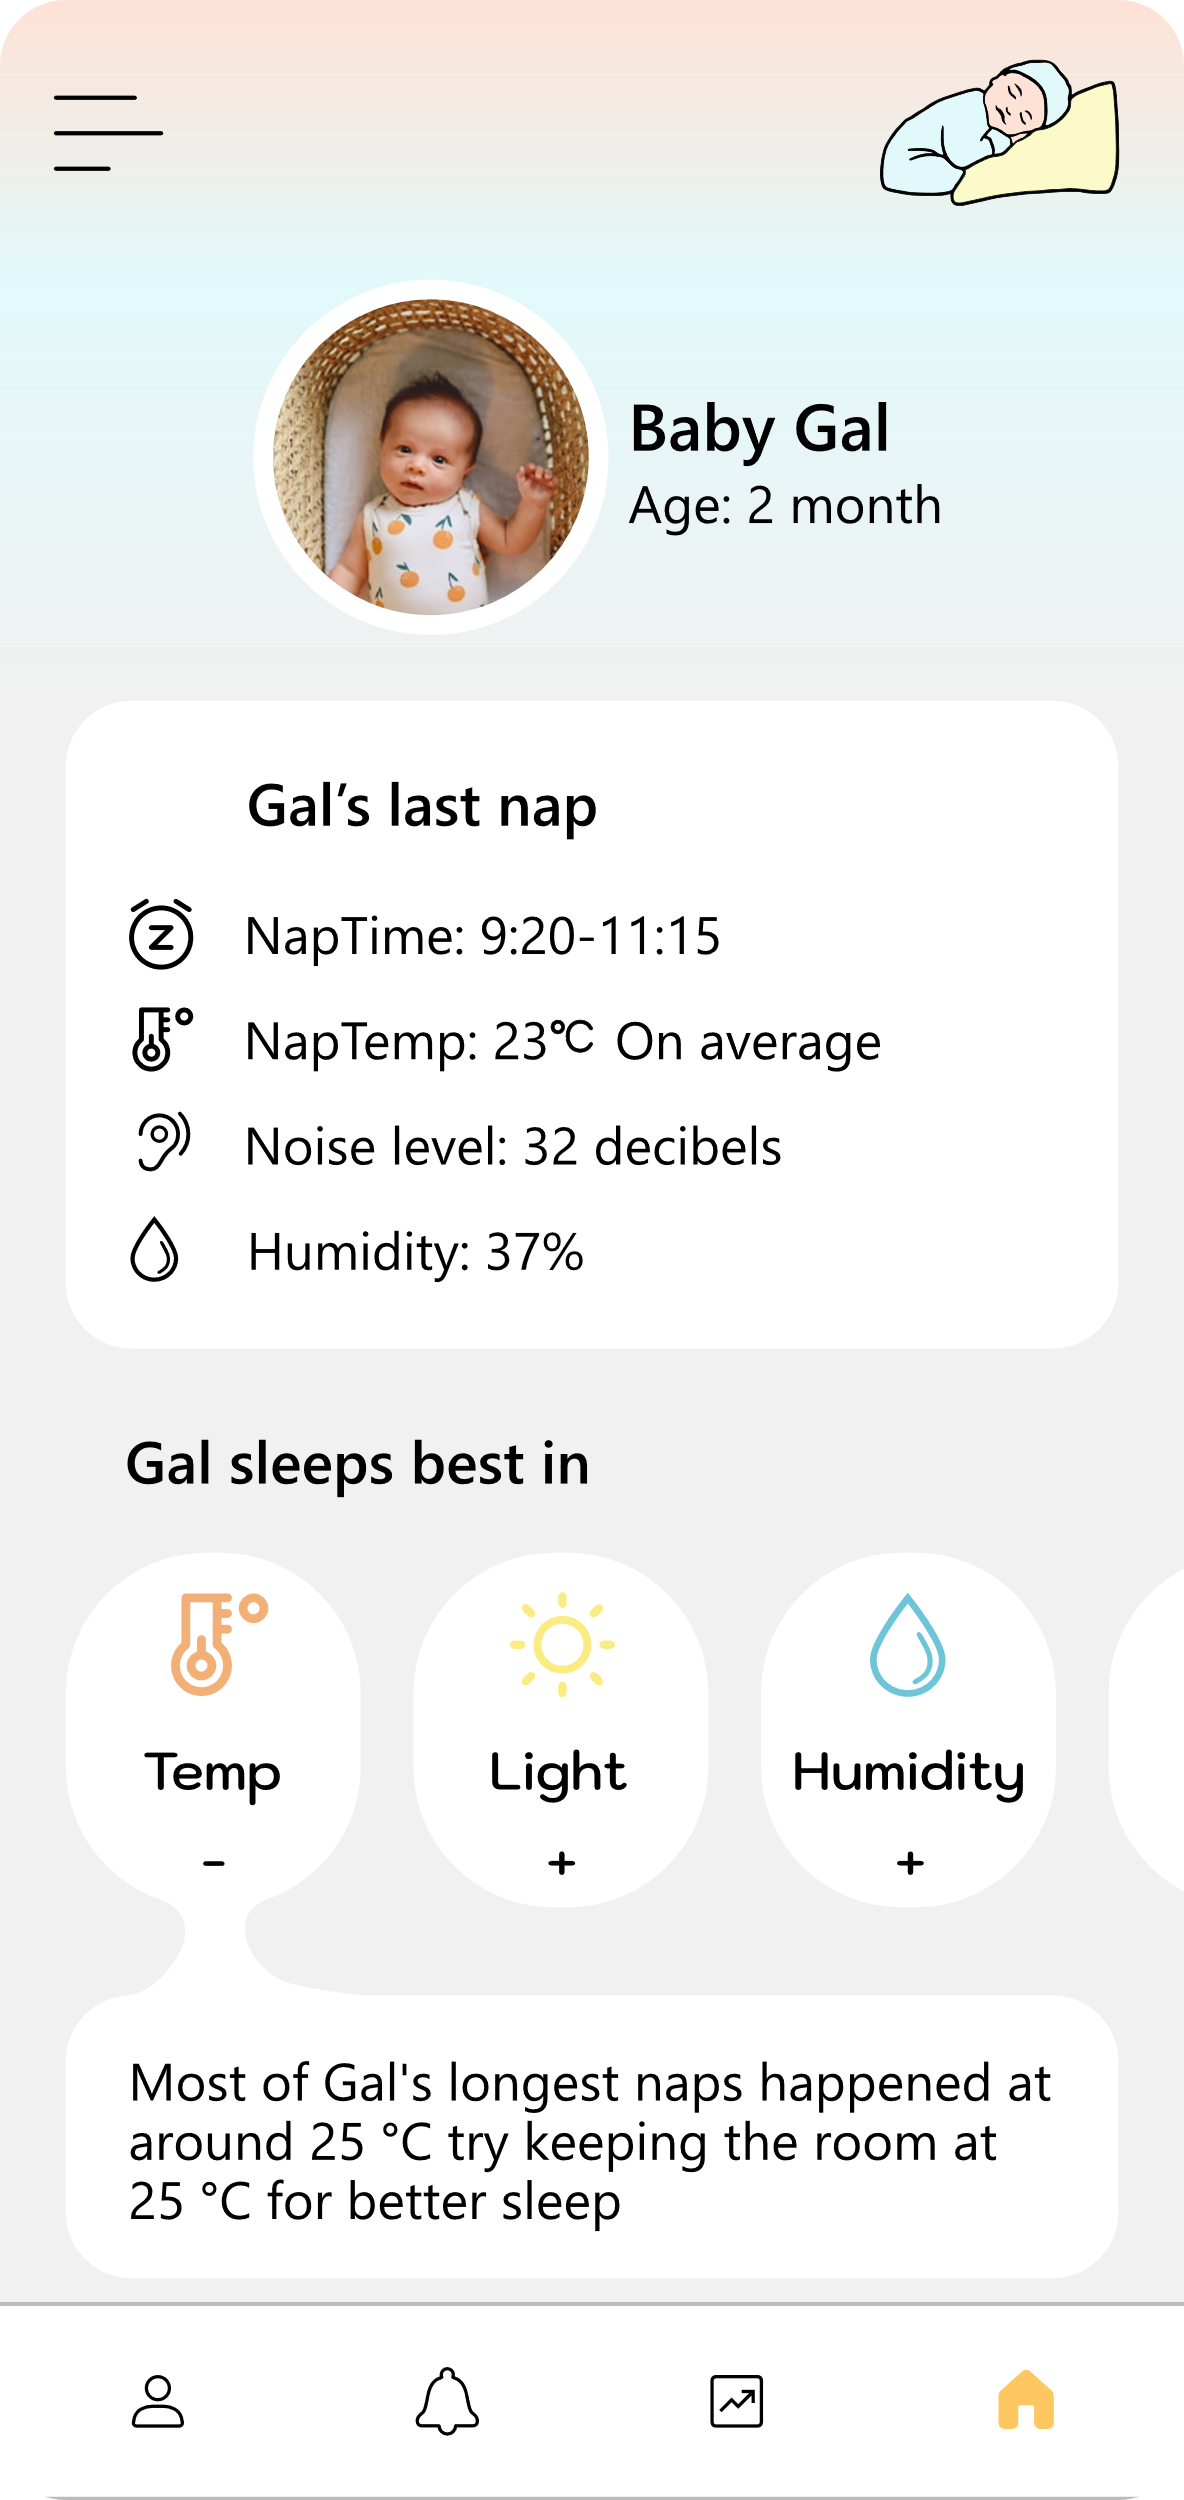 Baby Gal
Age: 2 month
Gal's last nap
NapTime: 9:20-11:15
NapTemp: 23℃ On average
Noise level: 32 decibels
Humidity: 37%
Gal sleeps best in
Temp
Light
Humidity
-
+
+
Most of Gal's longest naps happened at
around 25 °C try keeping the room at
25 °C for better sleep